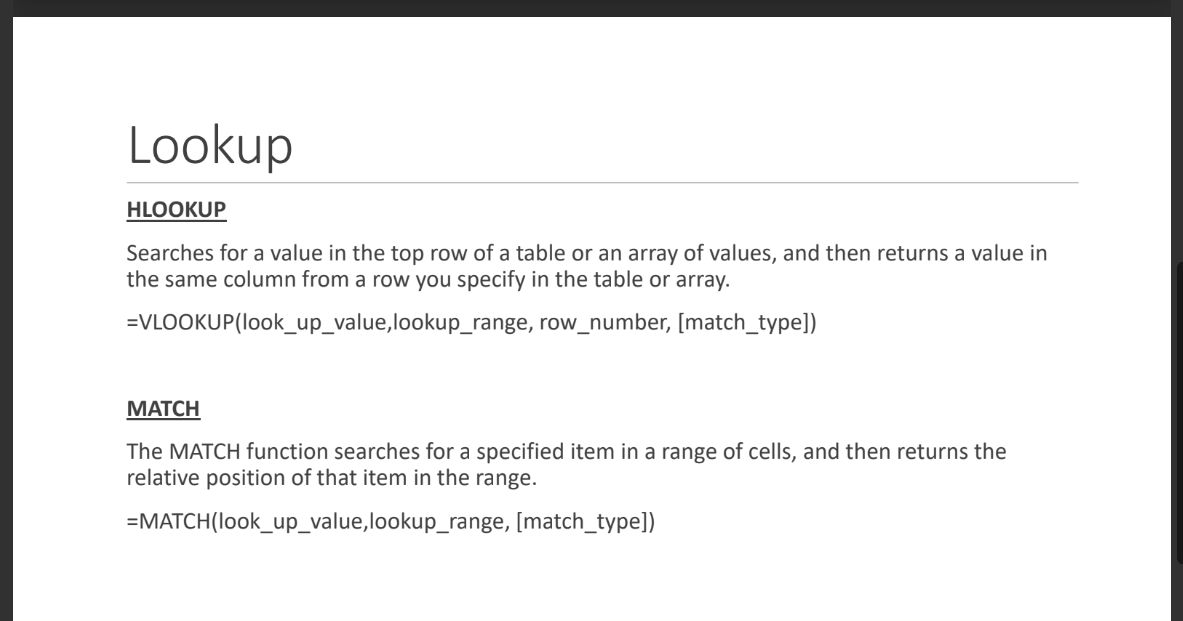 Lookup
HLOOKUP
Searches for a value in the top row of a table or an array of values, and then returns a value in
the same column from a row you specify in the table or array.
=VLOOKUP(look_up_value,lookup_range, row_number, [match_type])
MATCH
The MATCH function searches for a specified item in a range of cells, and then returns the
relative position of that item in the range.
=MATCH(look_up_value,lookup_range, [match_type])